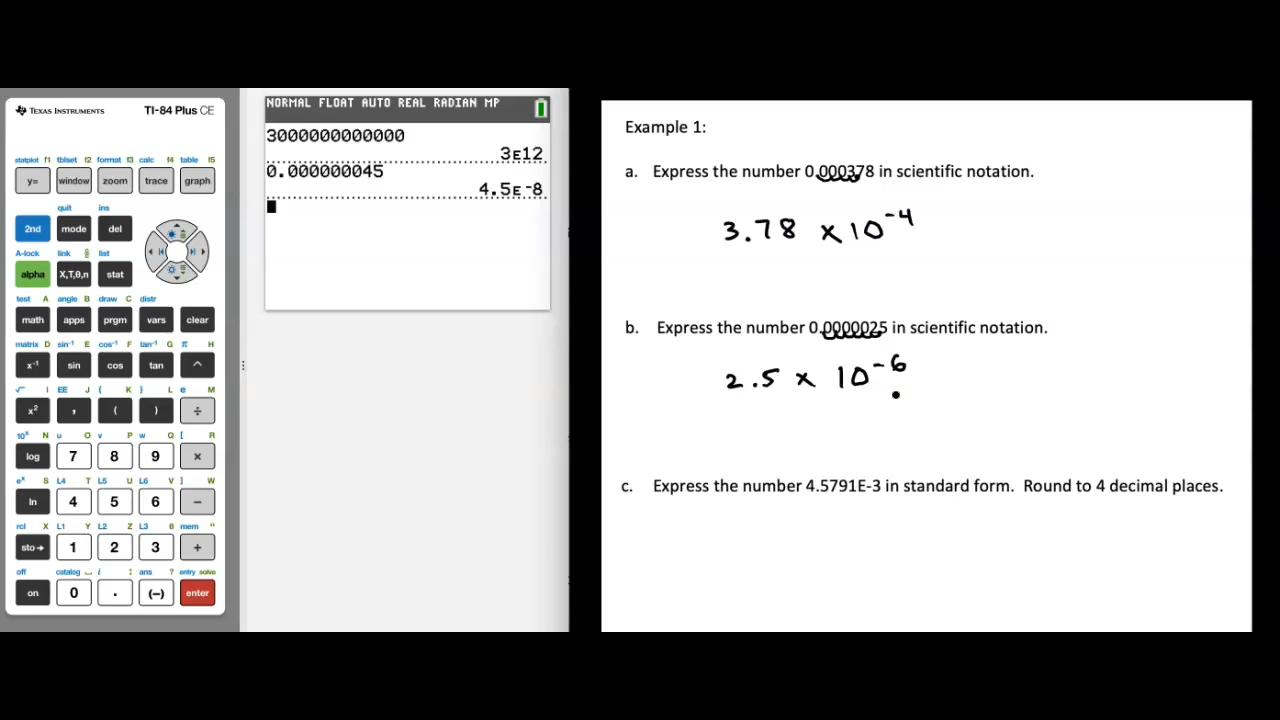 TEXAS INSTRUMENTS TI-84 Plus CE
statplot f1 tblset f2 format f3 calc f4 table f5
y= window zoom trace graph
quit ins
2nd mode del
A-lock link list
alpha X,T,θ,n stat
test A angle B draw C distr
math apps prgm vars clear
matrix D sin⁻¹ E cos⁻¹ F tan⁻¹ G π H
x⁻¹ sin cos tan ^
√ I EE J { K } L e M
x² , ( ) ÷
10ˣ N u O v P w Q [ R
log 7 8 9 ×
eˣ S L4 T L5 U L6 V ] W
ln 4 5 6 −
rcl X L1 Y L2 Z L3 θ mem "
sto→ 1 2 3 +
off catalog i : ans ? entry solve
on 0 . (−) enter
NORMAL FLOAT AUTO REAL RADIAN MP
3000000000000
3E12
0.000000045
4.5E-8
Example 1:
a. Express the number 0.000378 in scientific notation.
3.78 × 10⁻⁴
b. Express the number 0.0000025 in scientific notation.
2.5 × 10⁻⁶
c. Express the number 4.5791E-3 in standard form. Round to 4 decimal places.